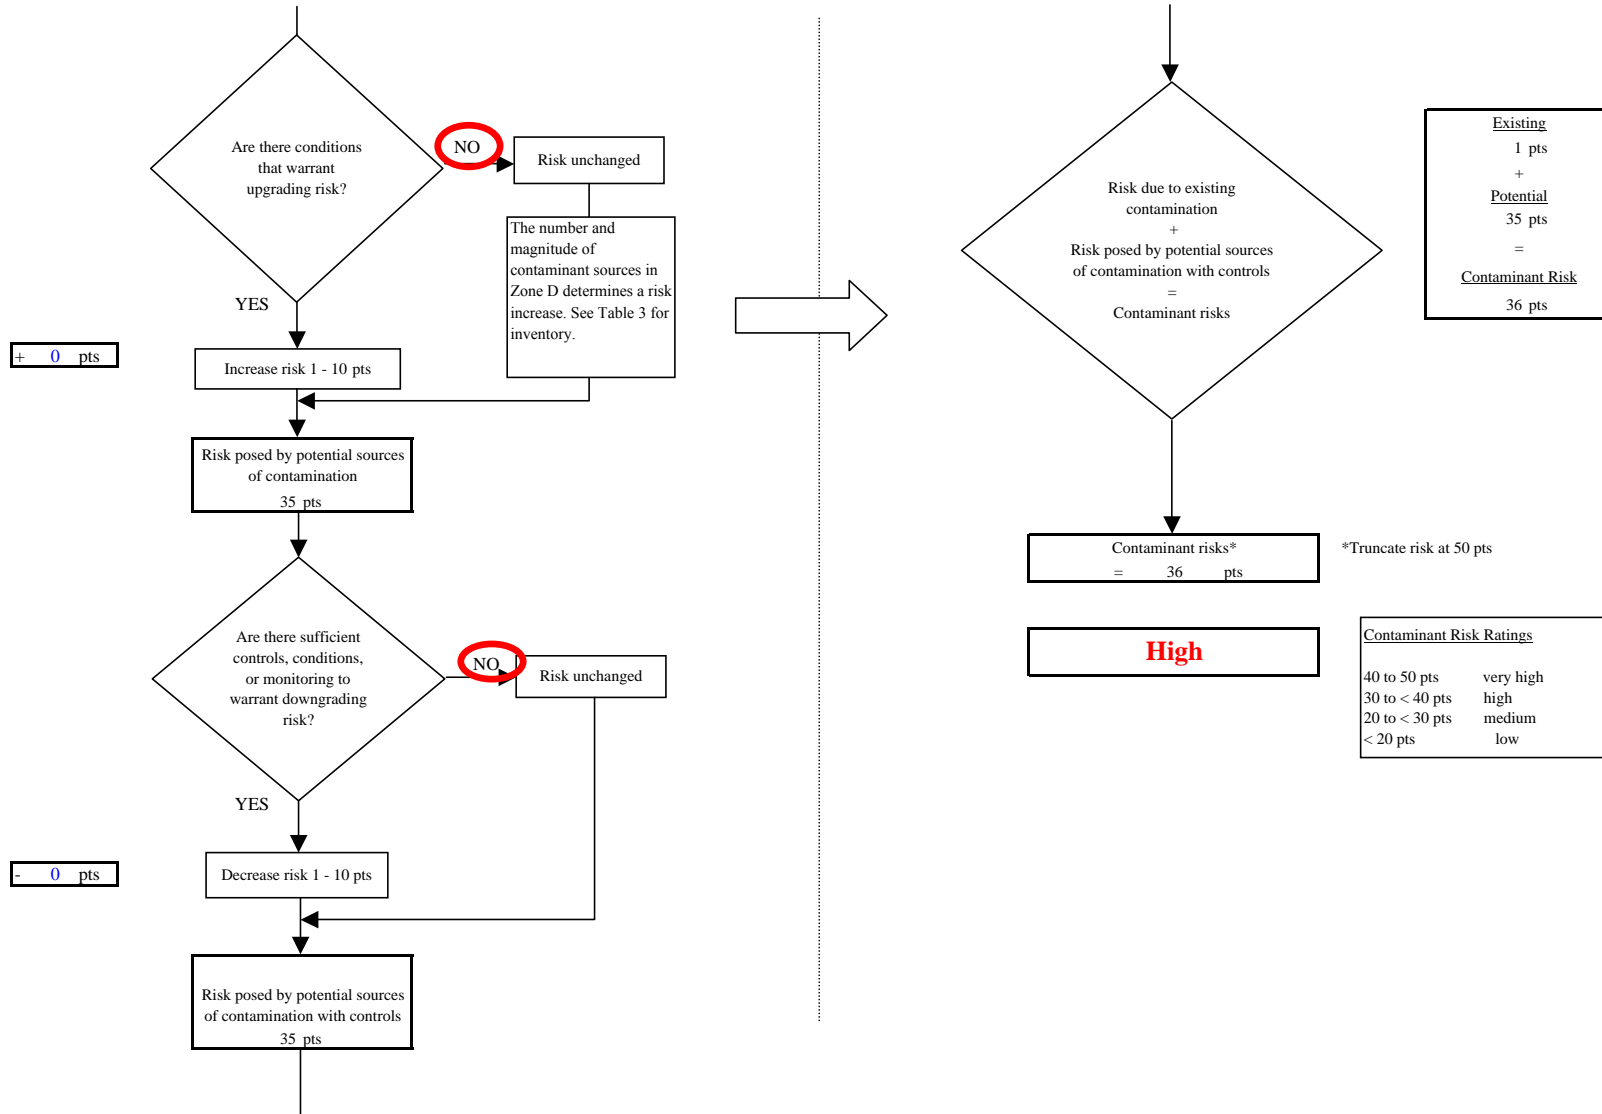 Are there conditions
that warrant
upgrading risk?
NO
Risk unchanged
The number and
magnitude of
contaminant sources in
Zone D determines a risk
increase. See Table 3 for
inventory.
YES
+ 0 pts
Increase risk 1 - 10 pts
Risk posed by potential sources
of contamination
35 pts
Are there sufficient
controls, conditions,
or monitoring to
warrant downgrading
risk?
NO
Risk unchanged
YES
- 0 pts
Decrease risk 1 - 10 pts
Risk posed by potential sources
of contamination with controls
35 pts
Risk due to existing
contamination
+
Risk posed by potential sources
of contamination with controls
=
Contaminant risks
Existing
1 pts
+
Potential
35 pts
=
Contaminant Risk
36 pts
Contaminant risks*
= 36 pts
*Truncate risk at 50 pts
High
Contaminant Risk Ratings
40 to 50 pts very high
30 to < 40 pts high
20 to < 30 pts medium
< 20 pts low